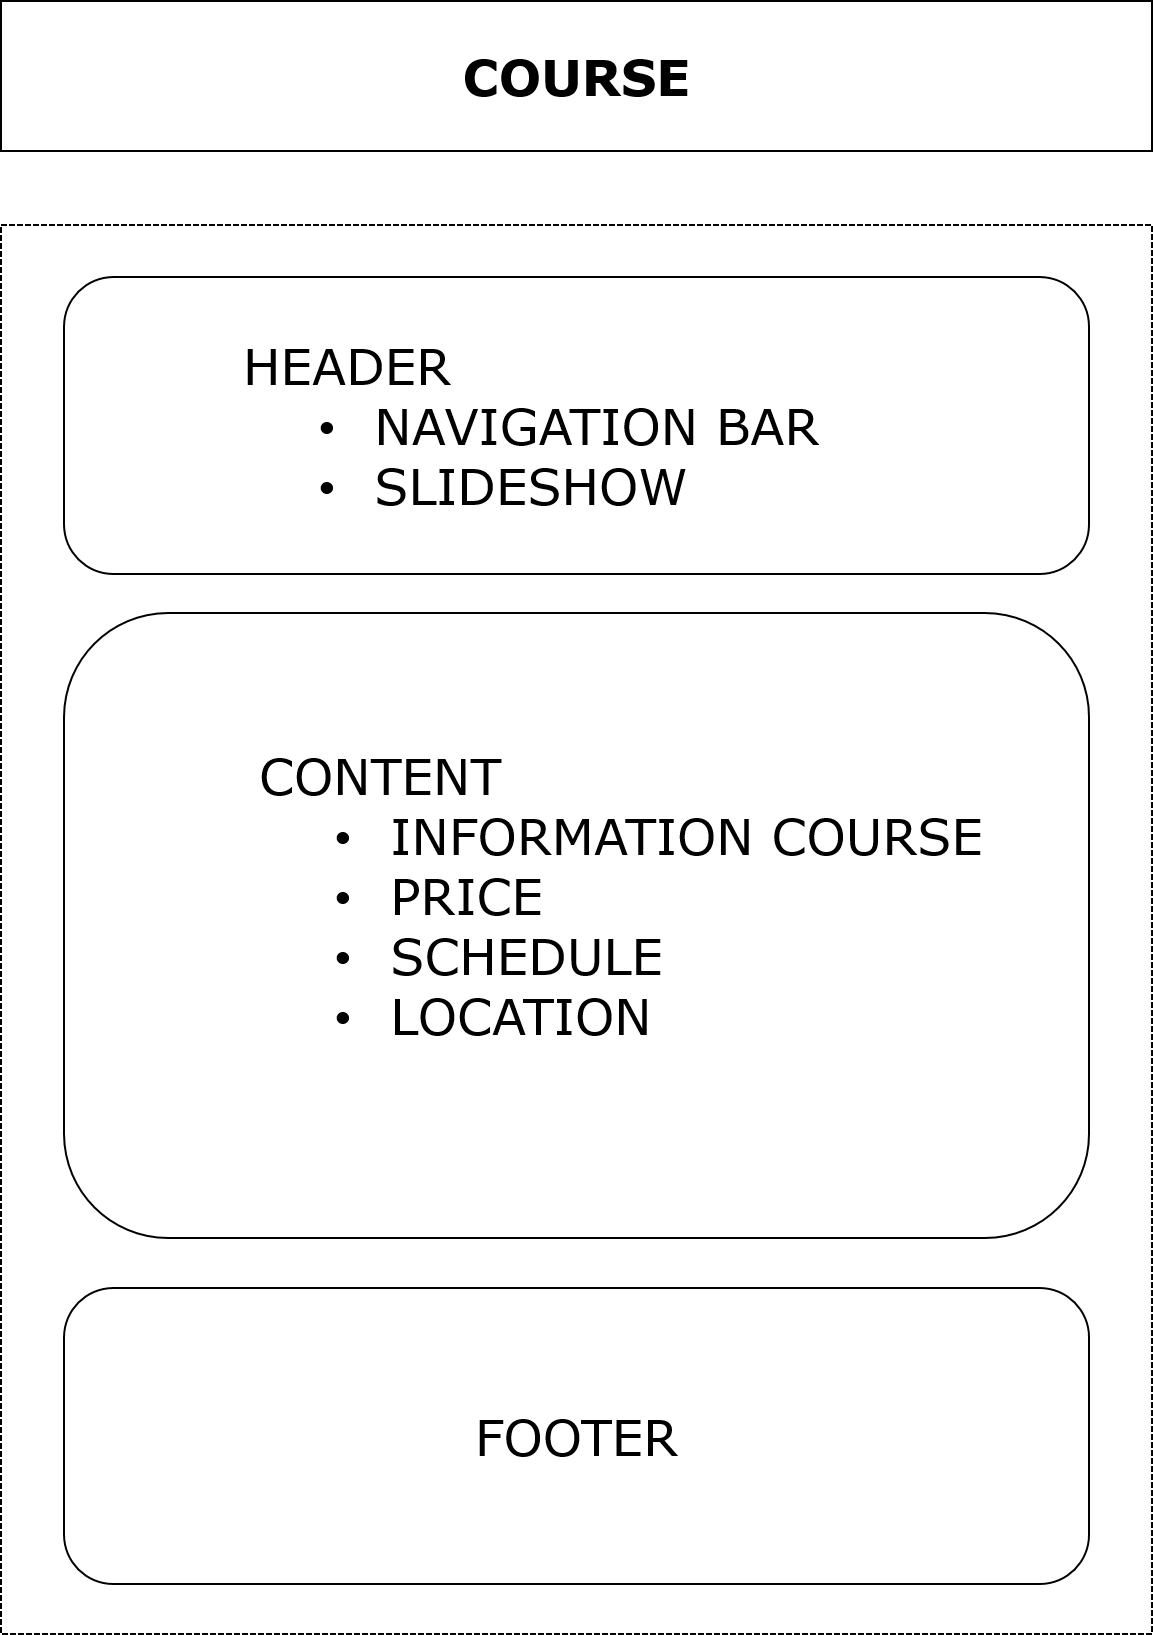 COURSE
HEADER
• NAVIGATION BAR
• SLIDESHOW
CONTENT
• INFORMATION COURSE
• PRICE
• SCHEDULE
• LOCATION
FOOTER